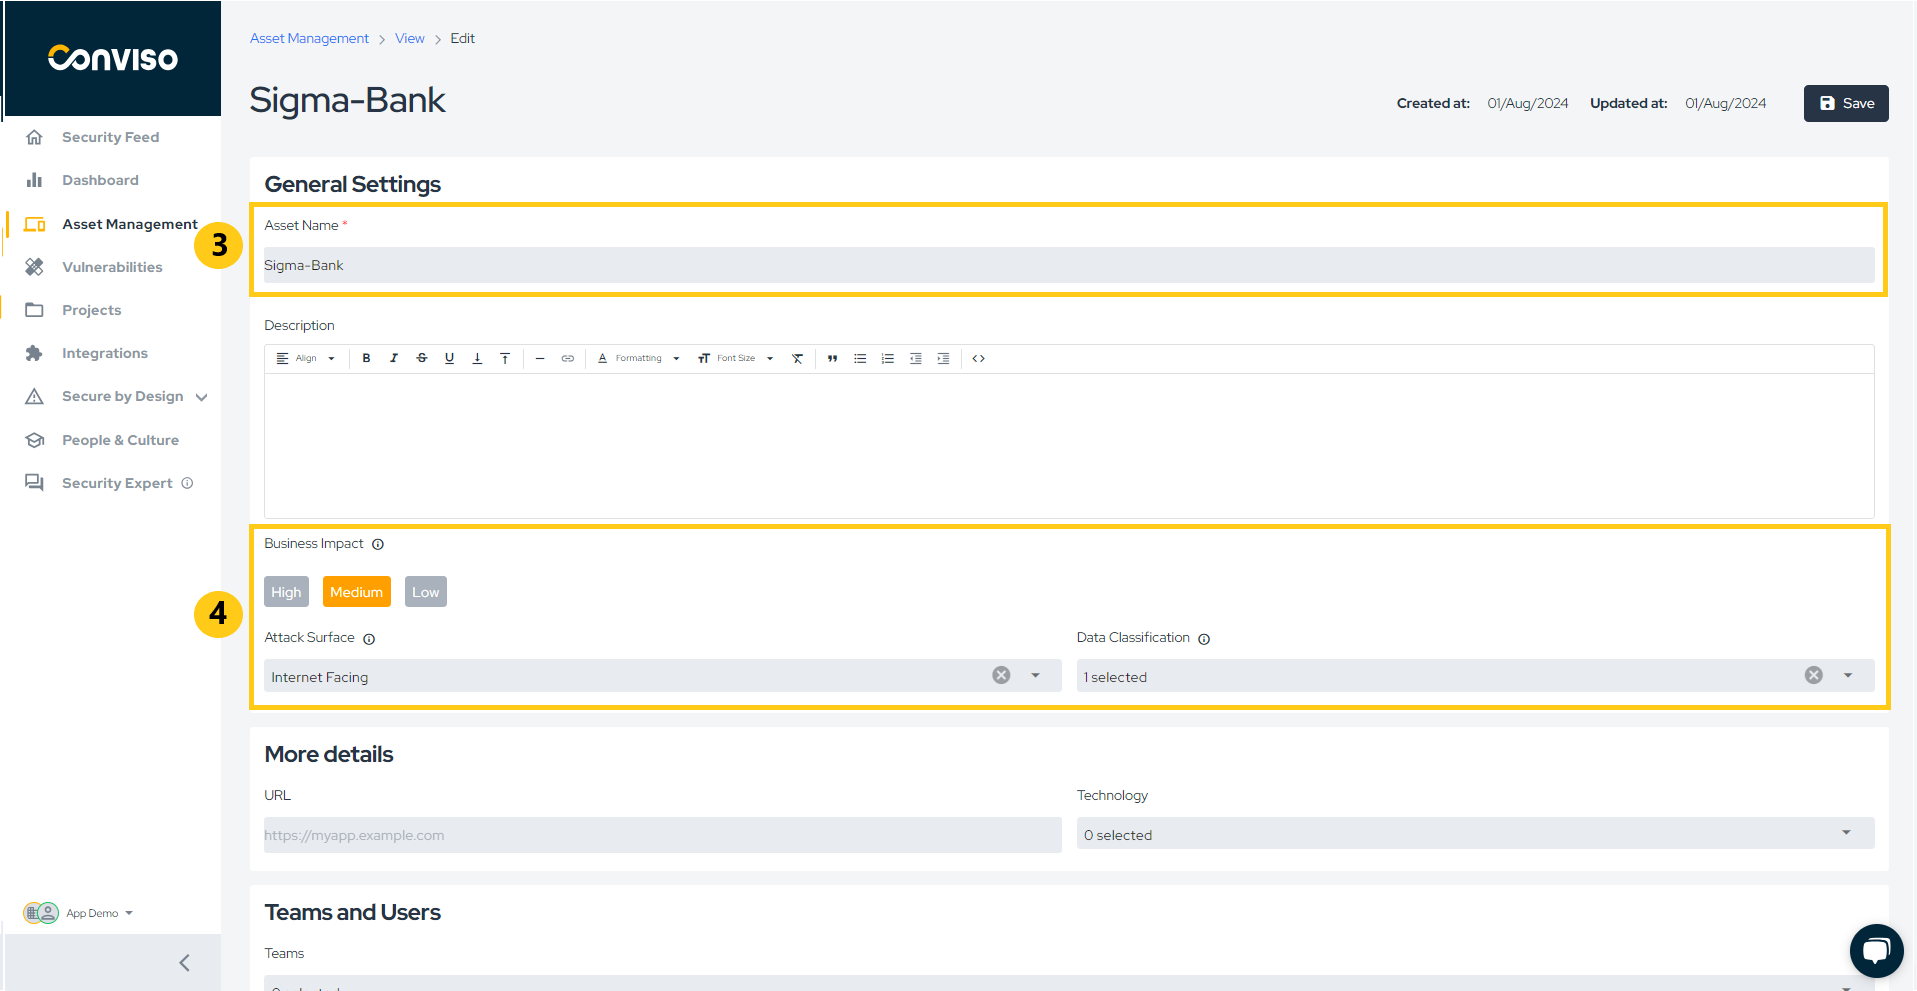 Conviso
Security Feed
Dashboard
Asset Management
Vulnerabilities
Projects
Integrations
Secure by Design
People & Culture
Security Expert
App Demo
Asset Management > View > Edit
Sigma-Bank
Created at: 01/Aug/2024 Updated at: 01/Aug/2024 Save
General Settings
3
Asset Name *
Sigma-Bank
Description
Align B I S U Formatting Font Size
4
Business Impact
High Medium Low
Attack Surface Data Classification
Internet Facing 1 selected
More details
URL Technology
https://myapp.example.com 0 selected
Teams and Users
Teams